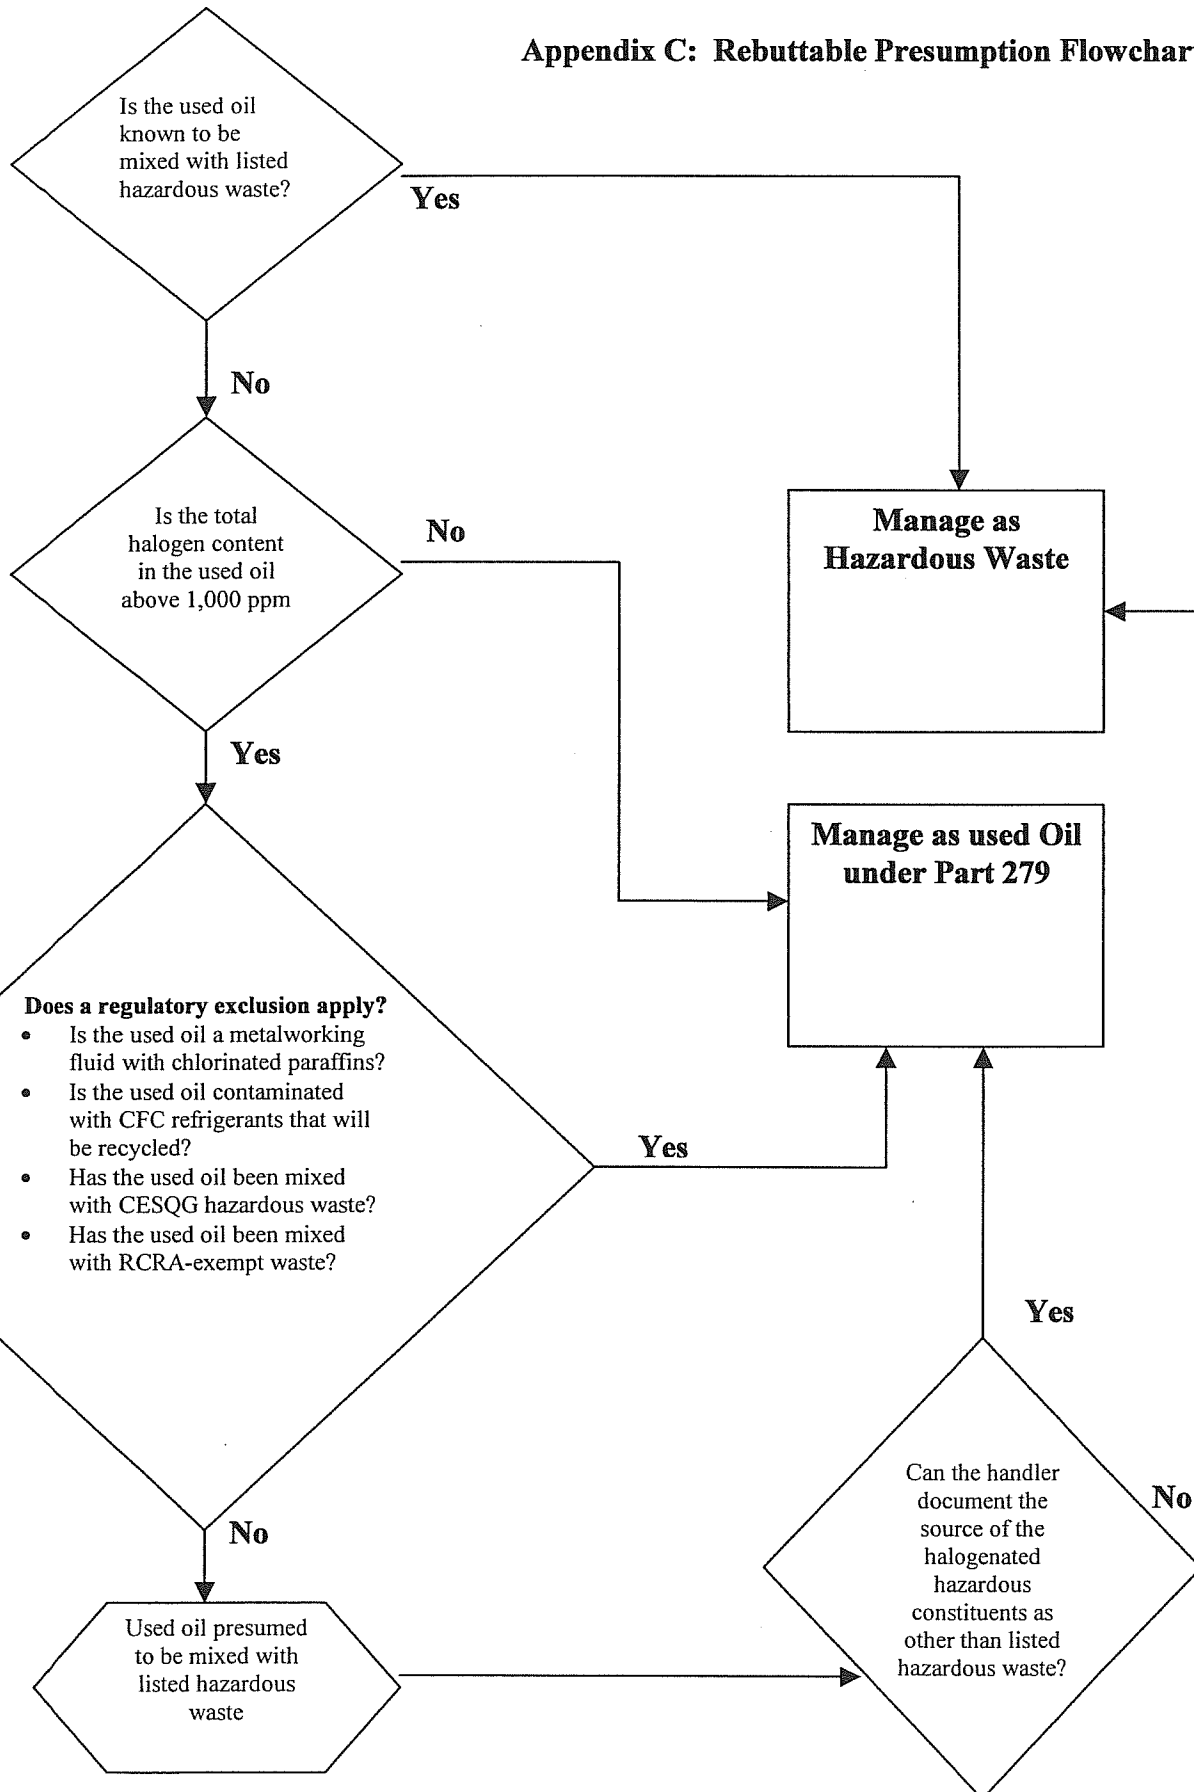 Appendix C: Rebuttable Presumption Flowchar
Is the used oil
known to be
mixed with listed
hazardous waste?
Yes
No
Is the total
halogen content
in the used oil
above 1,000 ppm
No
Manage as
Hazardous Waste
Yes
Manage as used Oil
under Part 279
Does a regulatory exclusion apply?
• Is the used oil a metalworking
fluid with chlorinated paraffins?
• Is the used oil contaminated
with CFC refrigerants that will
be recycled?
• Has the used oil been mixed
with CESQG hazardous waste?
• Has the used oil been mixed
with RCRA-exempt waste?
Yes
Yes
No
Used oil presumed
to be mixed with
listed hazardous
waste
Can the handler
document the
source of the
halogenated
hazardous
constituents as
other than listed
hazardous waste?
No